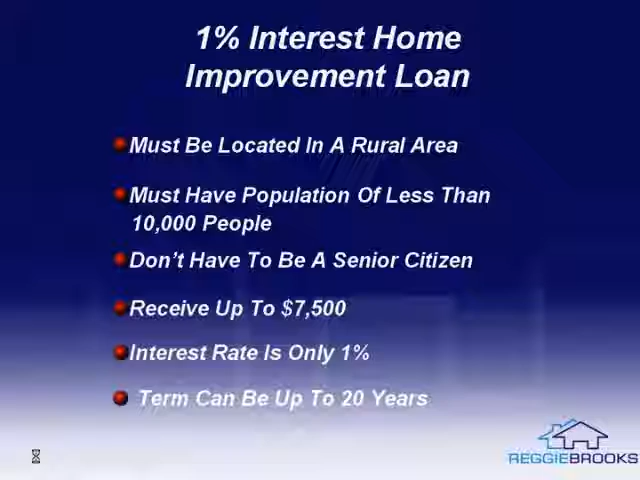 1% Interest Home
Improvement Loan
Must Be Located In A Rural Area
Must Have Population Of Less Than
10,000 People
Don't Have To Be A Senior Citizen
Receive Up To $7,500
Interest Rate Is Only 1%
Term Can Be Up To 20 Years
REGGIEBROOKS